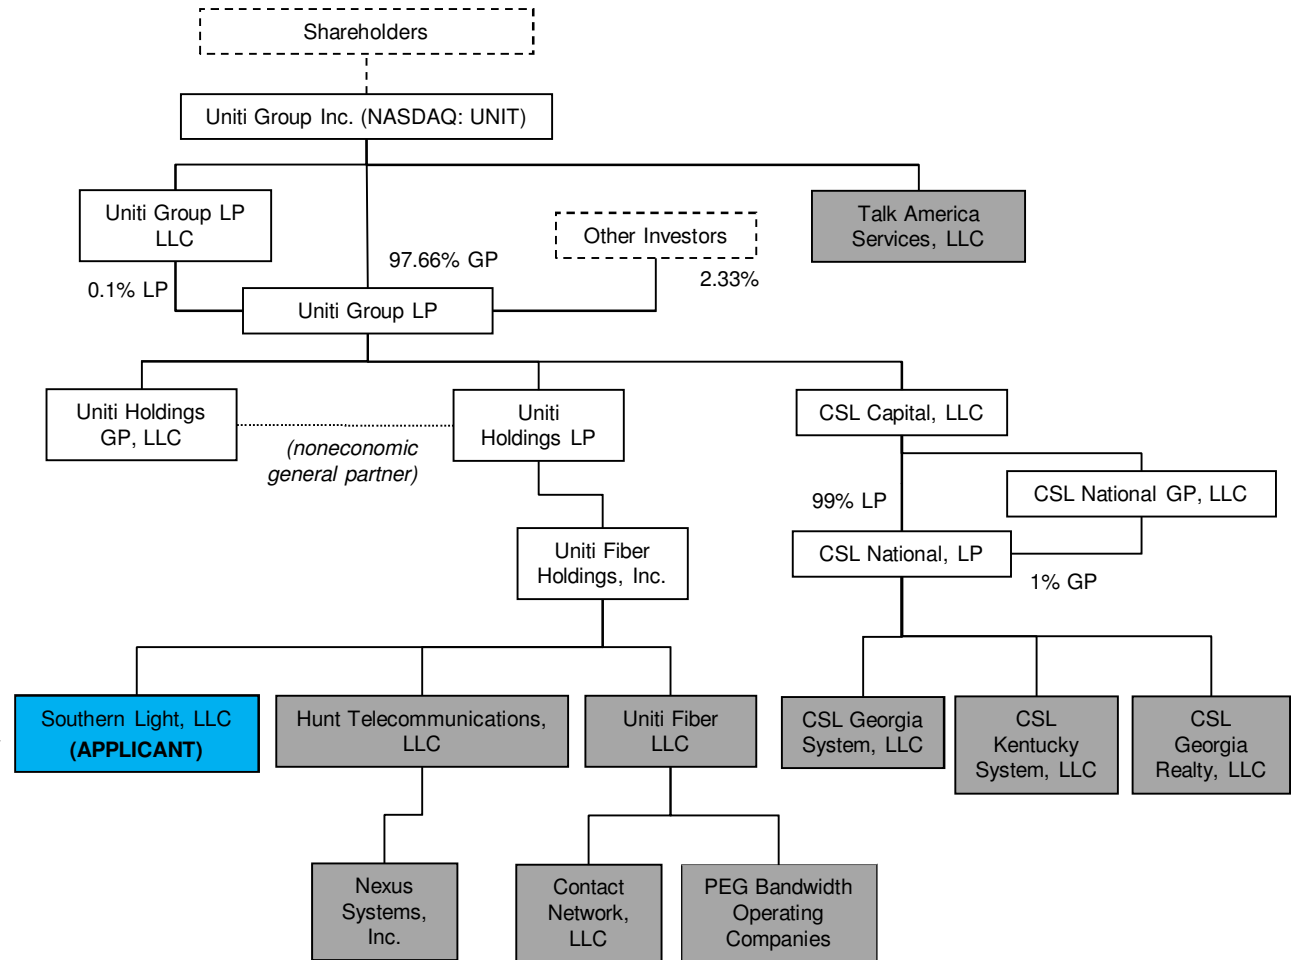 Shareholders
Uniti Group Inc. (NASDAQ: UNIT)
Uniti Group LP
LLC
Talk America
Services, LLC
Other Investors
97.66% GP
2.33%
0.1% LP
Uniti Group LP
Uniti Holdings
GP, LLC
(noneconomic
general partner)
Uniti
Holdings LP
CSL Capital, LLC
CSL National GP, LLC
99% LP
CSL National, LP
1% GP
Uniti Fiber
Holdings, Inc.
Southern Light, LLC
(APPLICANT)
Hunt Telecommunications,
LLC
Uniti Fiber
LLC
CSL Georgia
System, LLC
CSL
Kentucky
System, LLC
CSL
Georgia
Realty, LLC
Nexus
Systems,
Inc.
Contact
Network,
LLC
PEG Bandwidth
Operating
Companies